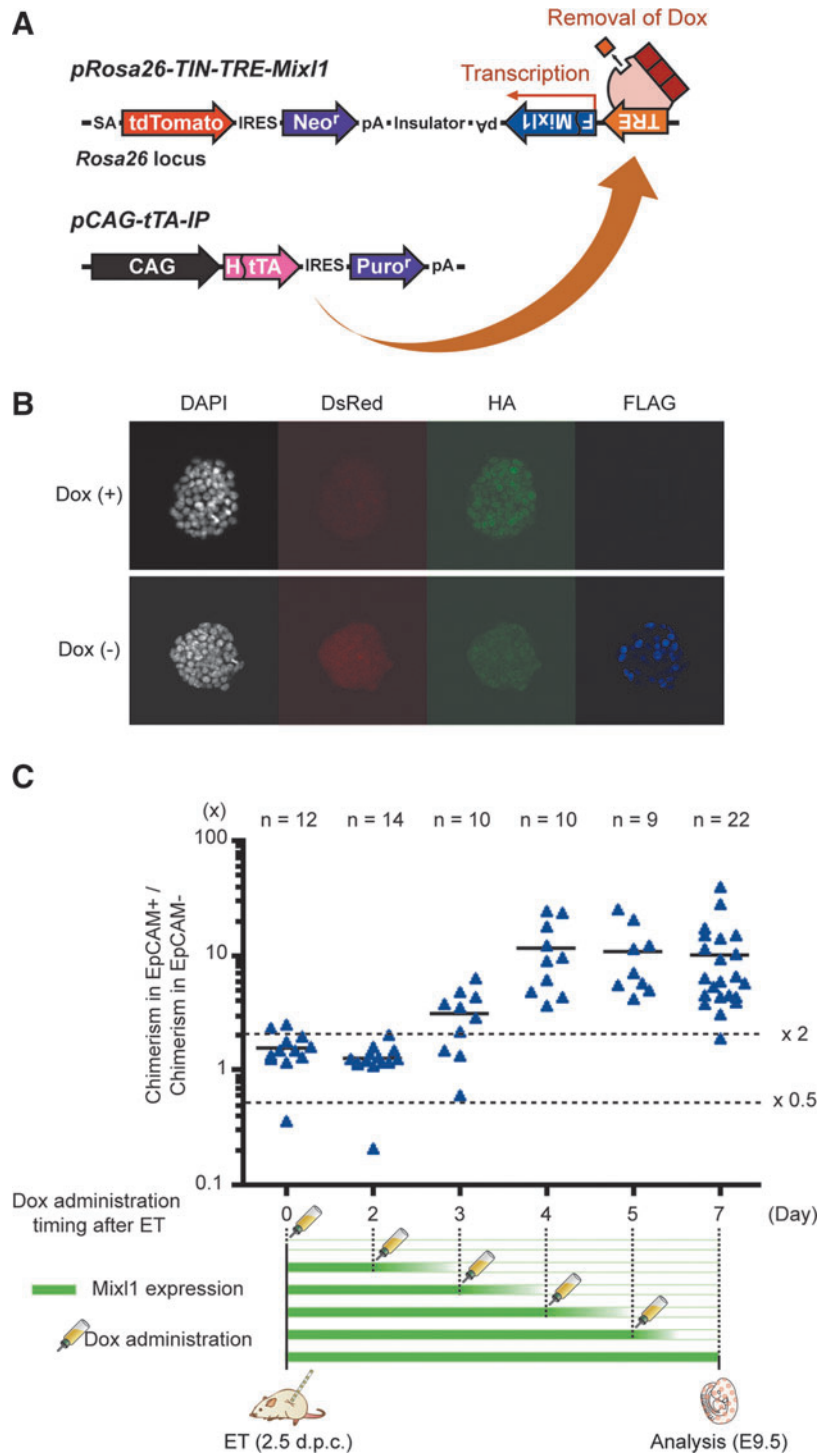 A
Removal of Dox
pRosa26-TIN-TRE-Mixl1
Transcription
SA tdTomato IRES Neor pA Insulator pA Mixl1 F TRE
Rosa26 locus
pCAG-tTA-IP
CAG H tTA IRES Puror pA
B
DAPI DsRed HA FLAG
Dox (+)
Dox (-)
C
(x)
n = 12 n = 14 n = 10 n = 10 n = 9 n = 22
100
10
1
0.1
Chimerism in EpCAM+ /
Chimerism in EpCAM-
x 2
x 0.5
Dox administration
timing after ET
0 2 3 4 5 7 (Day)
Mixl1 expression
Dox administration
ET (2.5 d.p.c.)
Analysis (E9.5)